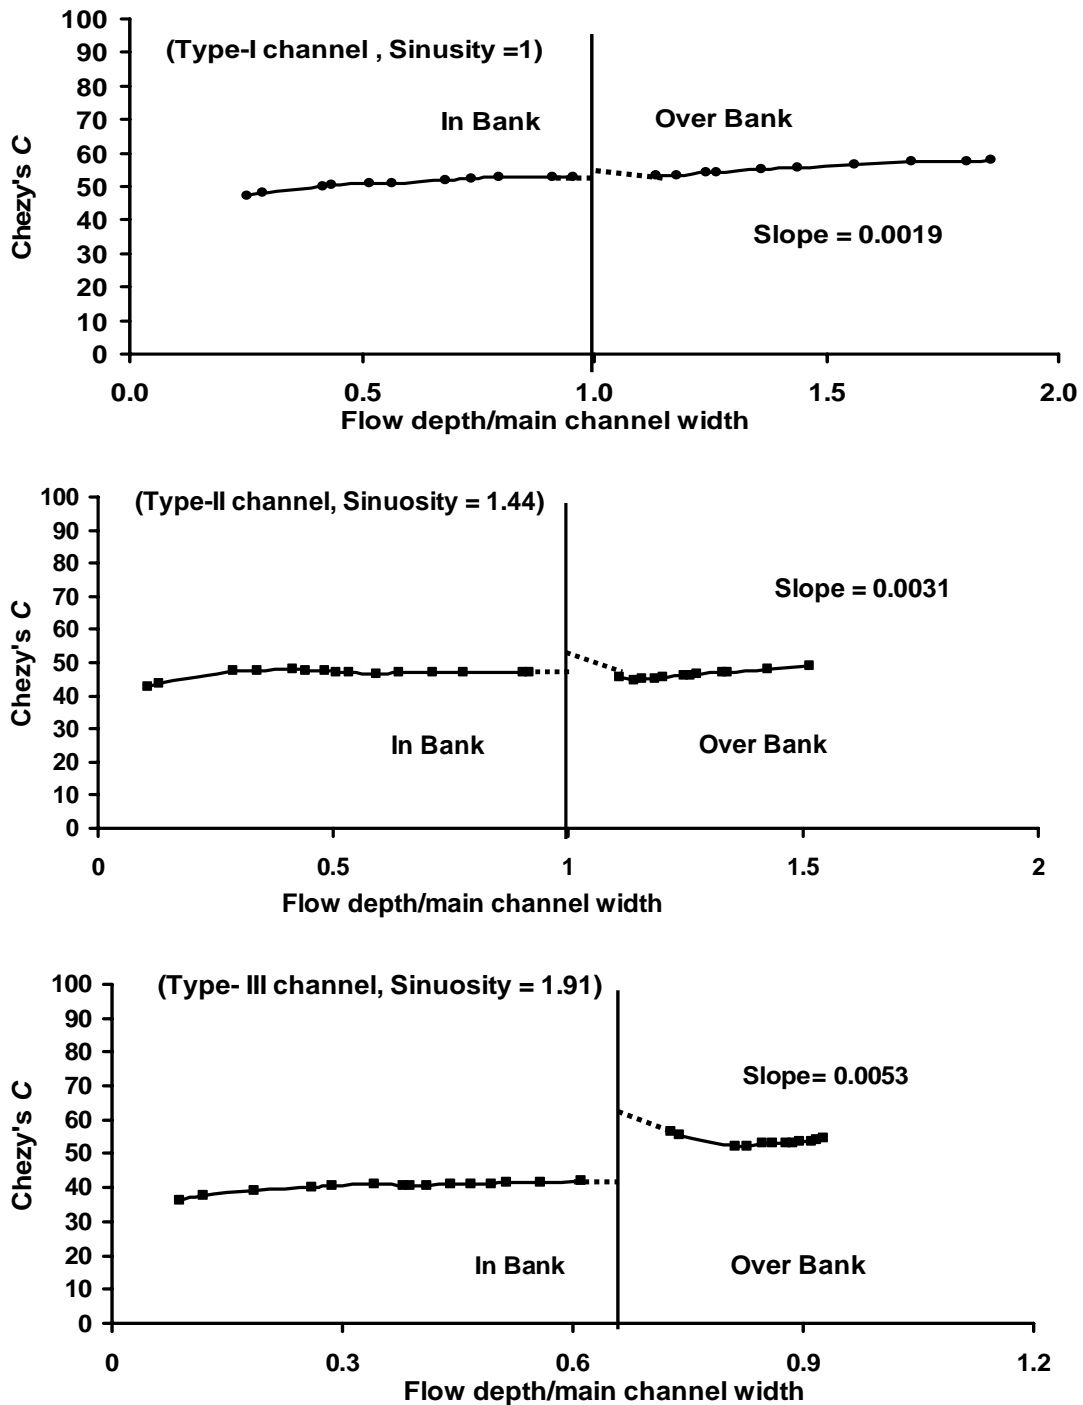 (Type-I channel , Sinusity =1)
In Bank
Over Bank
Slope = 0.0019
Chezy's C
100
90
80
70
60
50
40
30
20
10
0
0.0 0.5 1.0 1.5 2.0
Flow depth/main channel width
(Type-II channel, Sinuosity = 1.44)
Slope = 0.0031
In Bank
Over Bank
Chezy's C
100
90
80
70
60
50
40
30
20
10
0
0 0.5 1 1.5 2
Flow depth/main channel width
(Type- III channel, Sinuosity = 1.91)
Slope= 0.0053
In Bank
Over Bank
Chezy's C
100
90
80
70
60
50
40
30
20
10
0
0 0.3 0.6 0.9 1.2
Flow depth/main channel width